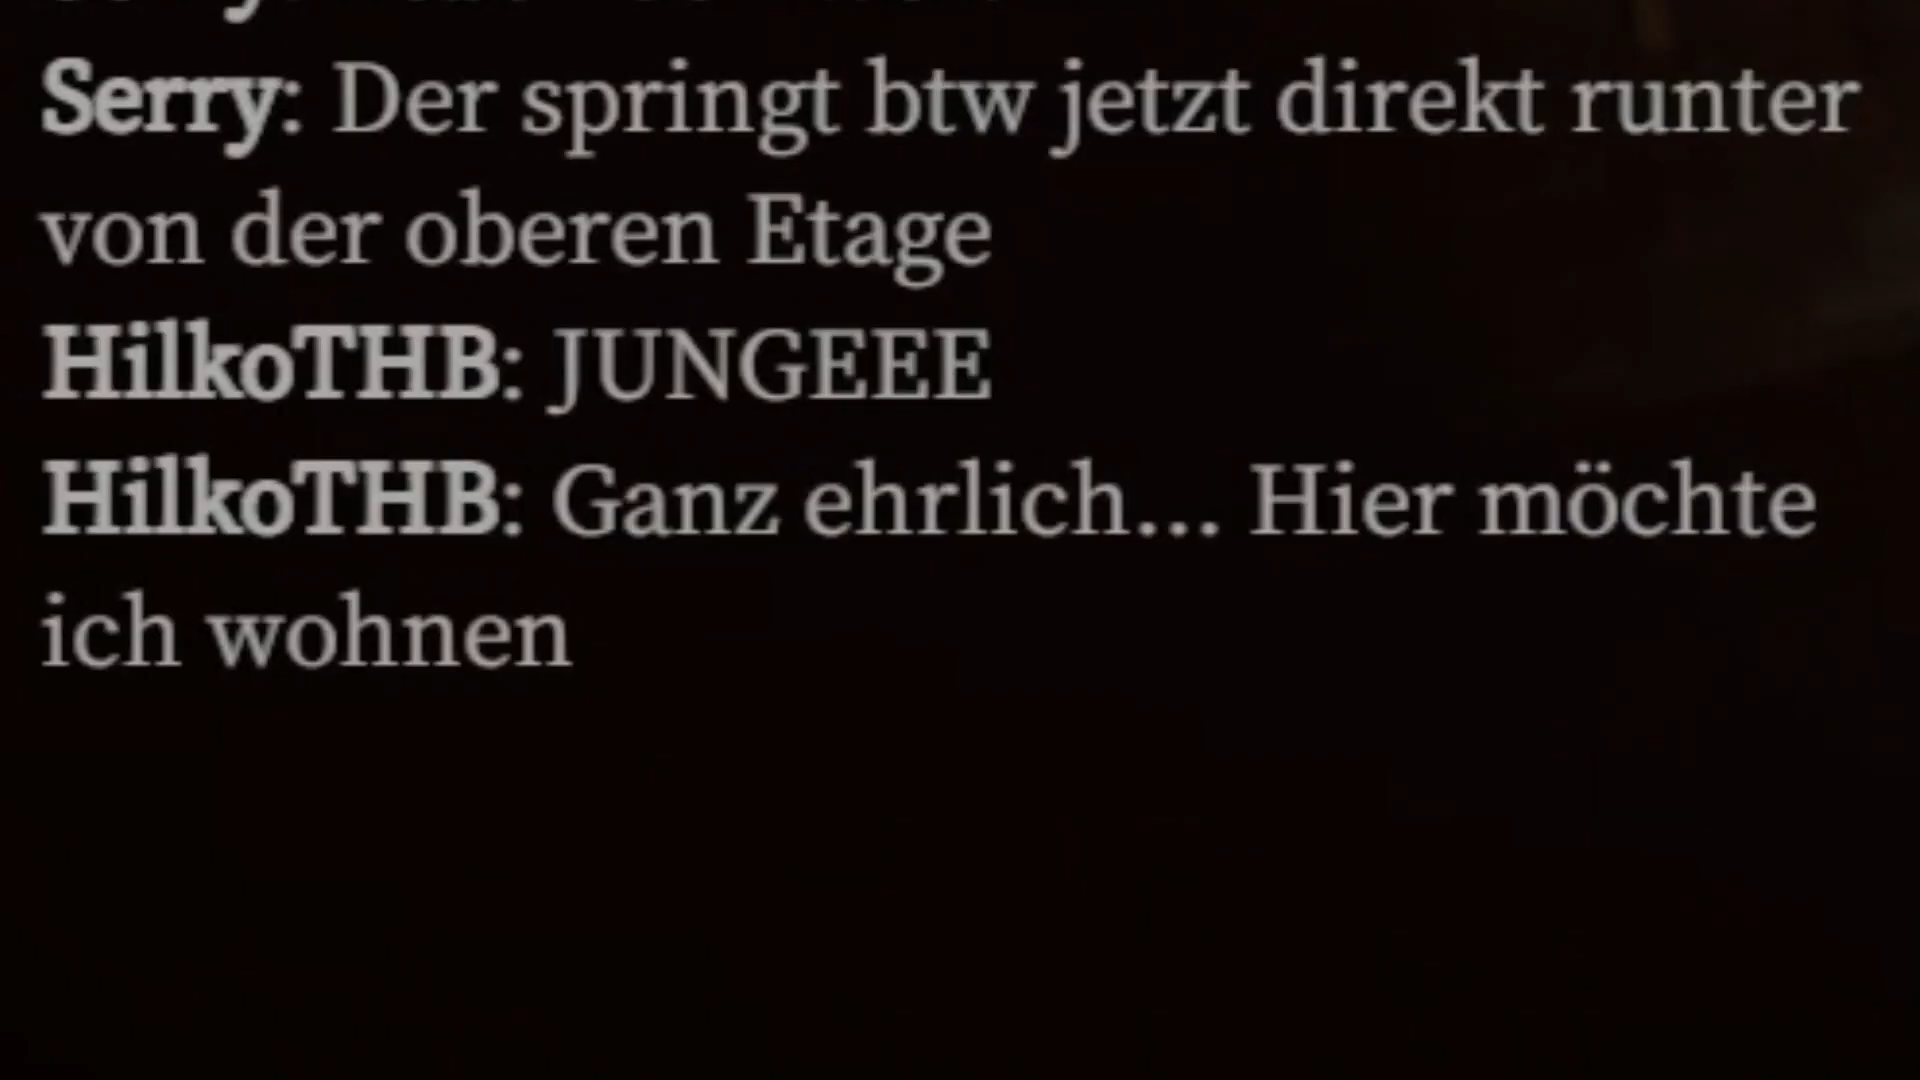 Serry: Der springt btw jetzt direkt runter
von der oberen Etage
HilkoTHB: JUNGEEE
HilkoTHB: Ganz ehrlich... Hier möchte
ich wohnen